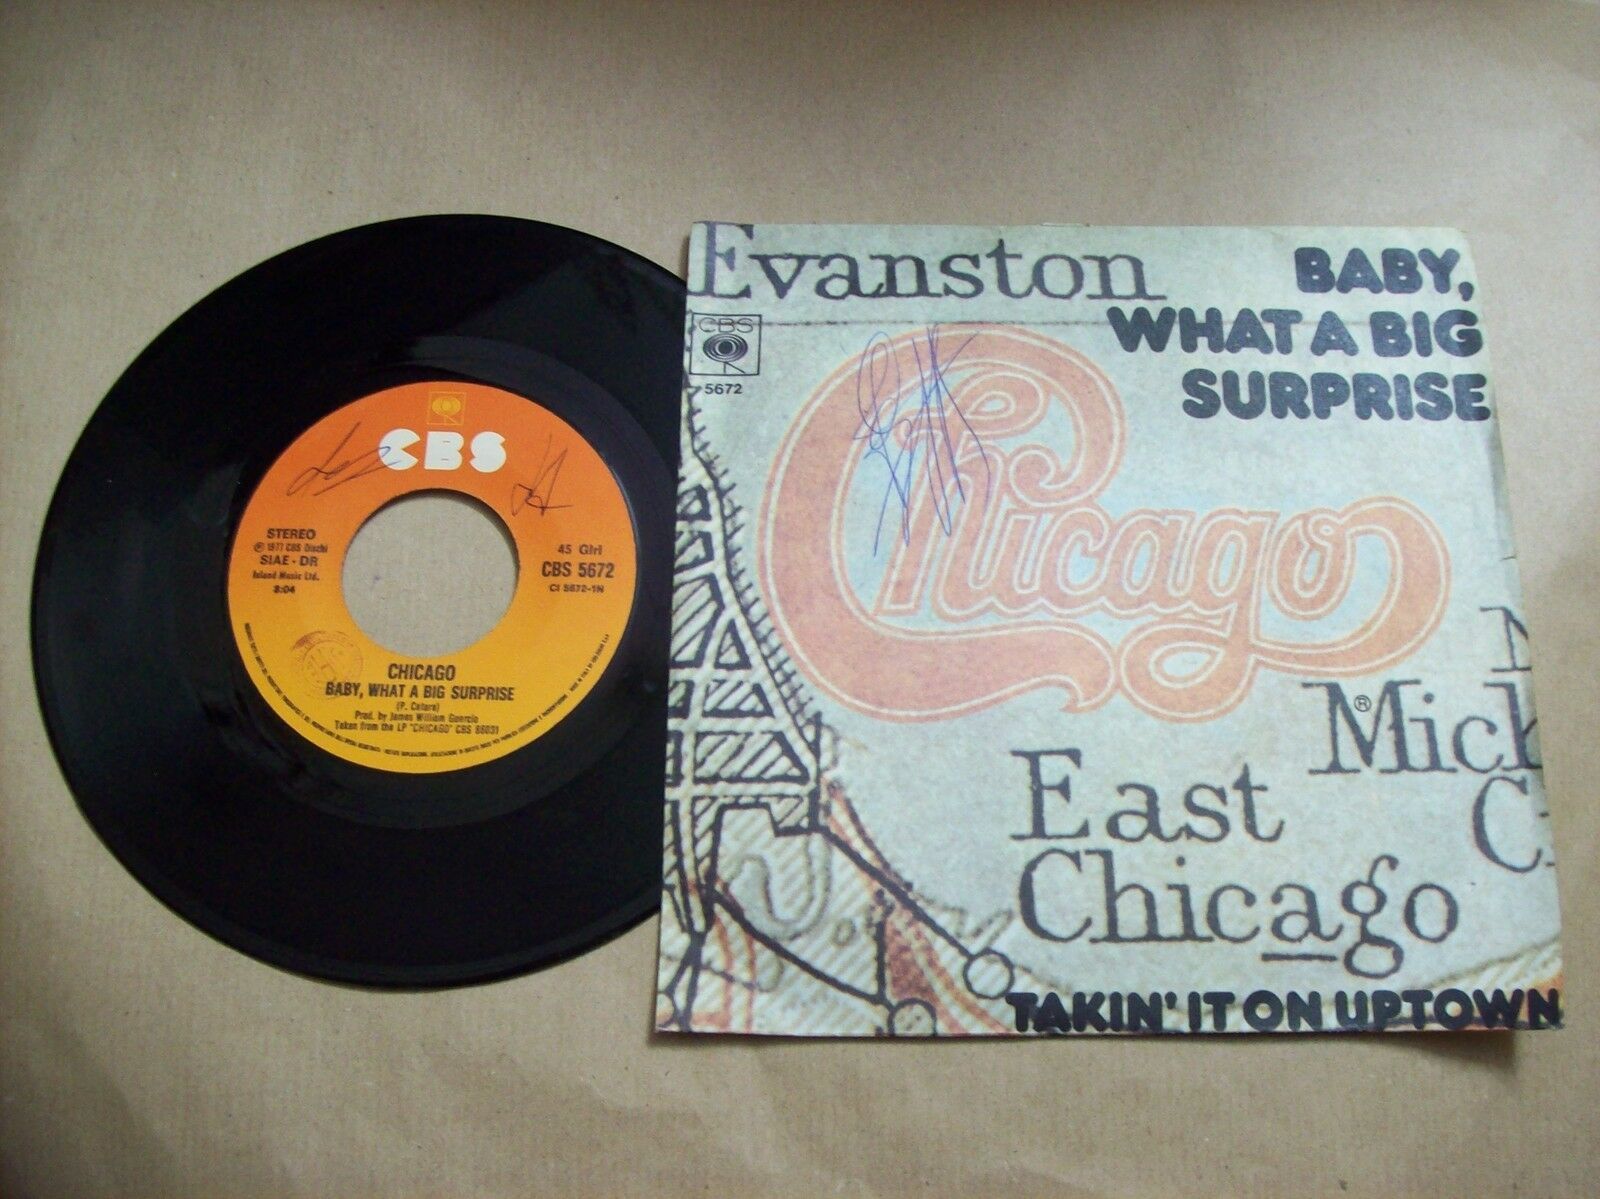 CBS
STEREO
℗ 1977 CBS Dischi
SIAE - DR
Island Music Ltd.
3:04
45 Giri
CBS 5672
CI 5672-1N
CHICAGO
BABY, WHAT A BIG SURPRISE
(P. Cetera)
Prod. by James William Guercio
Taken from the LP "CHICAGO" CBS 86031
Evanston
BABY,
WHAT A BIG
SURPRISE
CBS
5672
Chicago
®
Mich
East
Chicago
C
TAKIN' IT ON UPTOWN